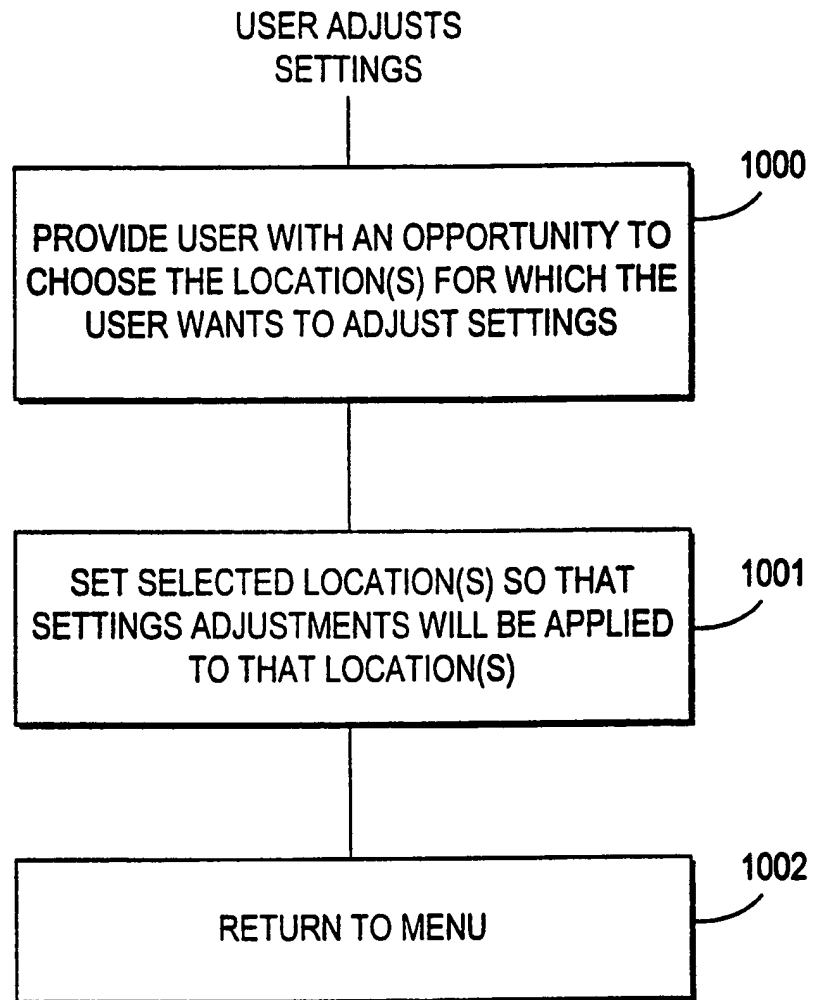 USER ADJUSTS
SETTINGS
1000
PROVIDE USER WITH AN OPPORTUNITY TO
CHOOSE THE LOCATION(S) FOR WHICH THE
USER WANTS TO ADJUST SETTINGS
1001
SET SELECTED LOCATION(S) SO THAT
SETTINGS ADJUSTMENTS WILL BE APPLIED
TO THAT LOCATION(S)
1002
RETURN TO MENU